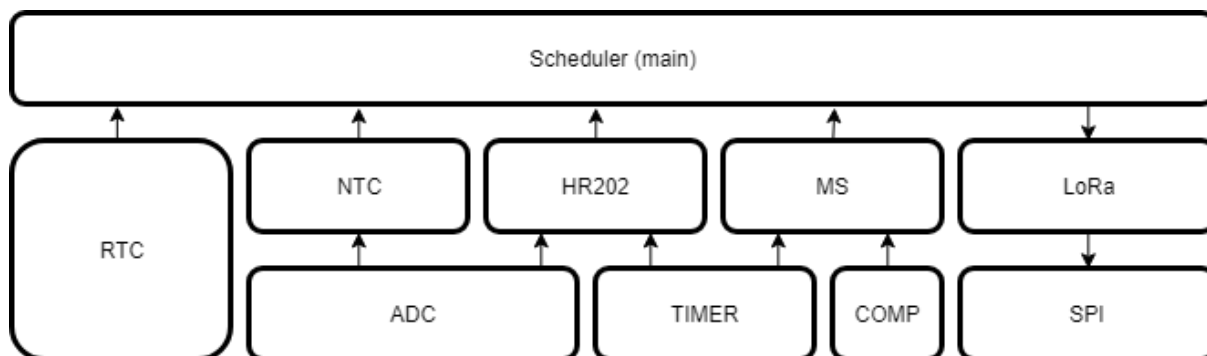 Scheduler (main)
NTC
HR202
MS
LoRa
RTC
ADC
TIMER
COMP
SPI